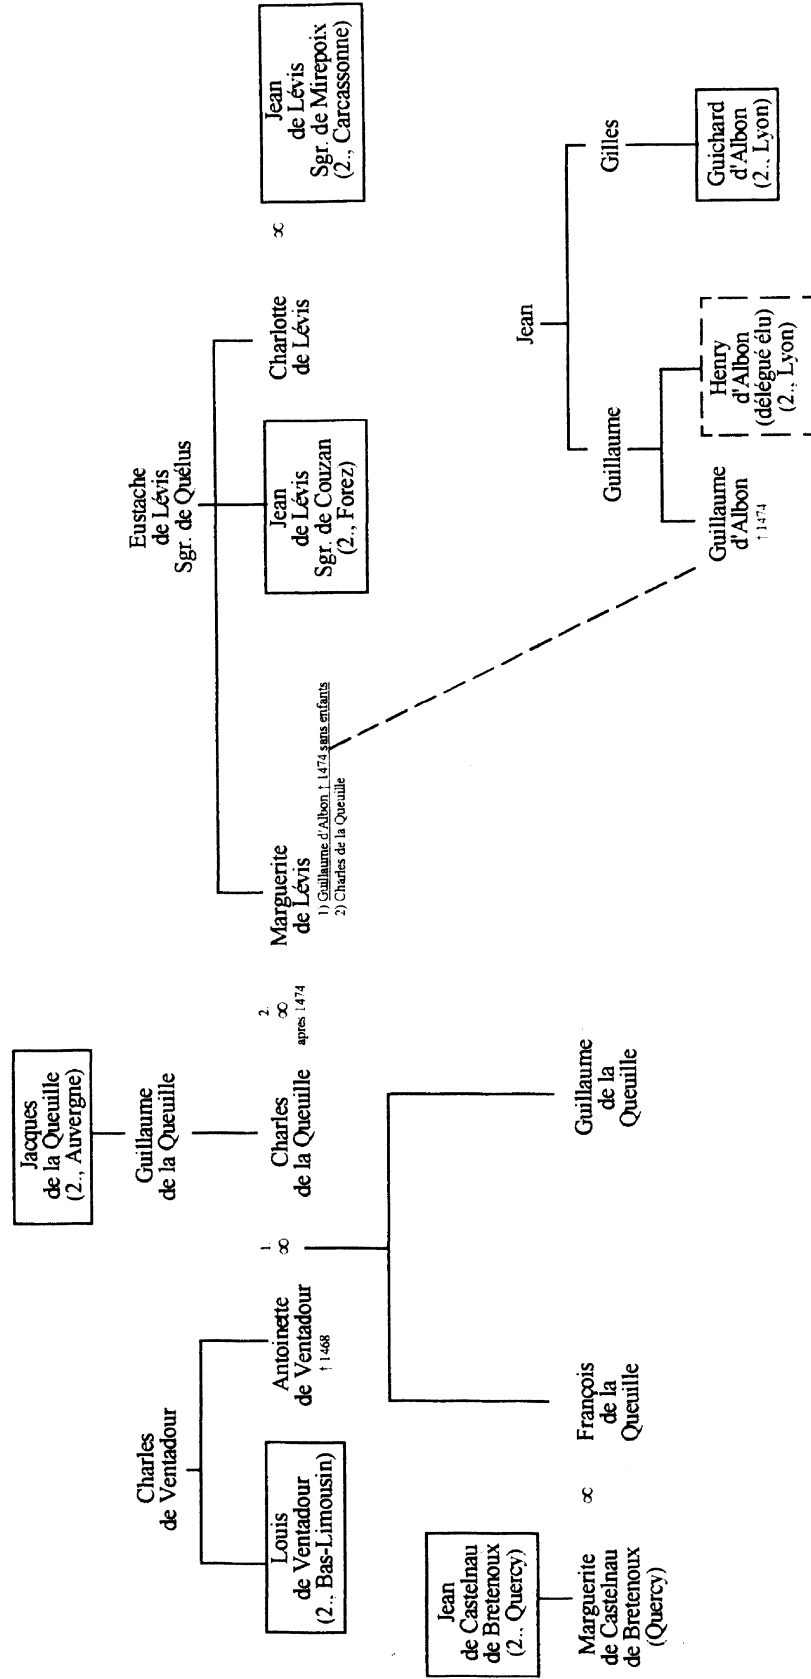 Jacques
de la Queuille
(2., Auvergne)
Guillaume
de la Queuille
Charles
de Ventadour
Eustache
de Lévis
Sgr. de Quélus
Louis
de Ventadour
(2., Bas-Limousin)
Antoinette
de Ventadour
† 1468
1.
∞
Charles
de la Queuille
2.
∞
apres 1474
Marguerite
de Lévis
1) Guillaume d'Albon † 1474 sans enfants
2) Charles de la Queuille
Jean
de Lévis
Sgr. de Couzan
(2., Forez)
Charlotte
de Lévis
∝
Jean
de Lévis
Sgr. de Mirepoix
(2., Carcassonne)
Jean
de Castelnau
de Bretenoux
(2., Quercy)
Marguerite
de Castelnau
de Bretenoux
(Quercy)
∝
François
de la
Queuille
Guillaume
de la
Queuille
Jean
Guillaume
Gilles
Guillaume
d'Albon
† 1474
Henry
d'Albon
(délégué élu)
(2., Lyon)
Guichard
d'Albon
(2., Lyon)